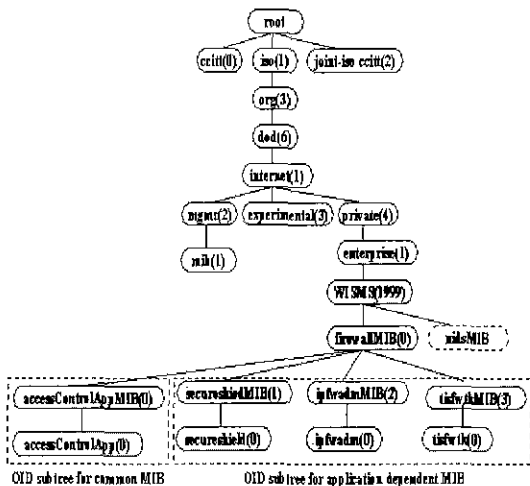 root
ccitt(0) iso(1) joint-iso ccitt(2)
org(3)
dod(6)
internet(1)
mgmt(2) experimental(3) private(4)
mib(1) enterprise(1)
WISMS(1999)
firewallMIB(0) nidsMIB
accessControlAppMIB(0) secureshiedMIB(1) ipfwadmMIB(2) tisfwtkMIB(3)
accessControlApp(0) secureshield(0) ipfwadm(0) tisfwtk(0)
OID subtree for common MIB OID subtree for application dependent MIB